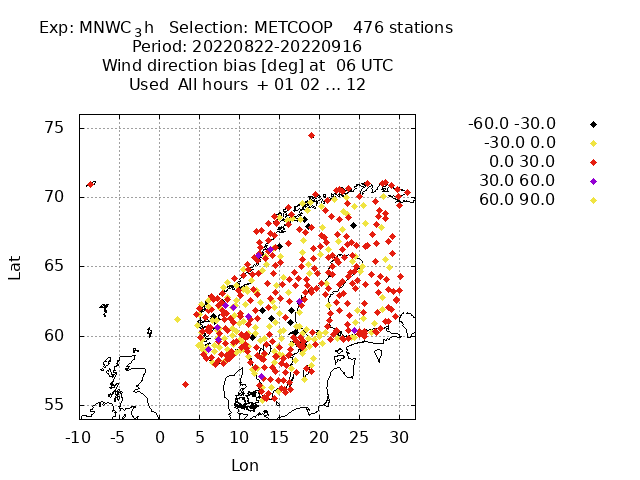 Exp: MNWC3h Selection: METCOOP 476 stations
Period: 20220822-20220916
Wind direction bias [deg] at 06 UTC
Used All hours + 01 02 ... 12
-60.0 -30.0
-30.0 0.0
0.0 30.0
30.0 60.0
60.0 90.0
75
70
65
60
55
Lat
-10 -5 0 5 10 15 20 25 30
Lon